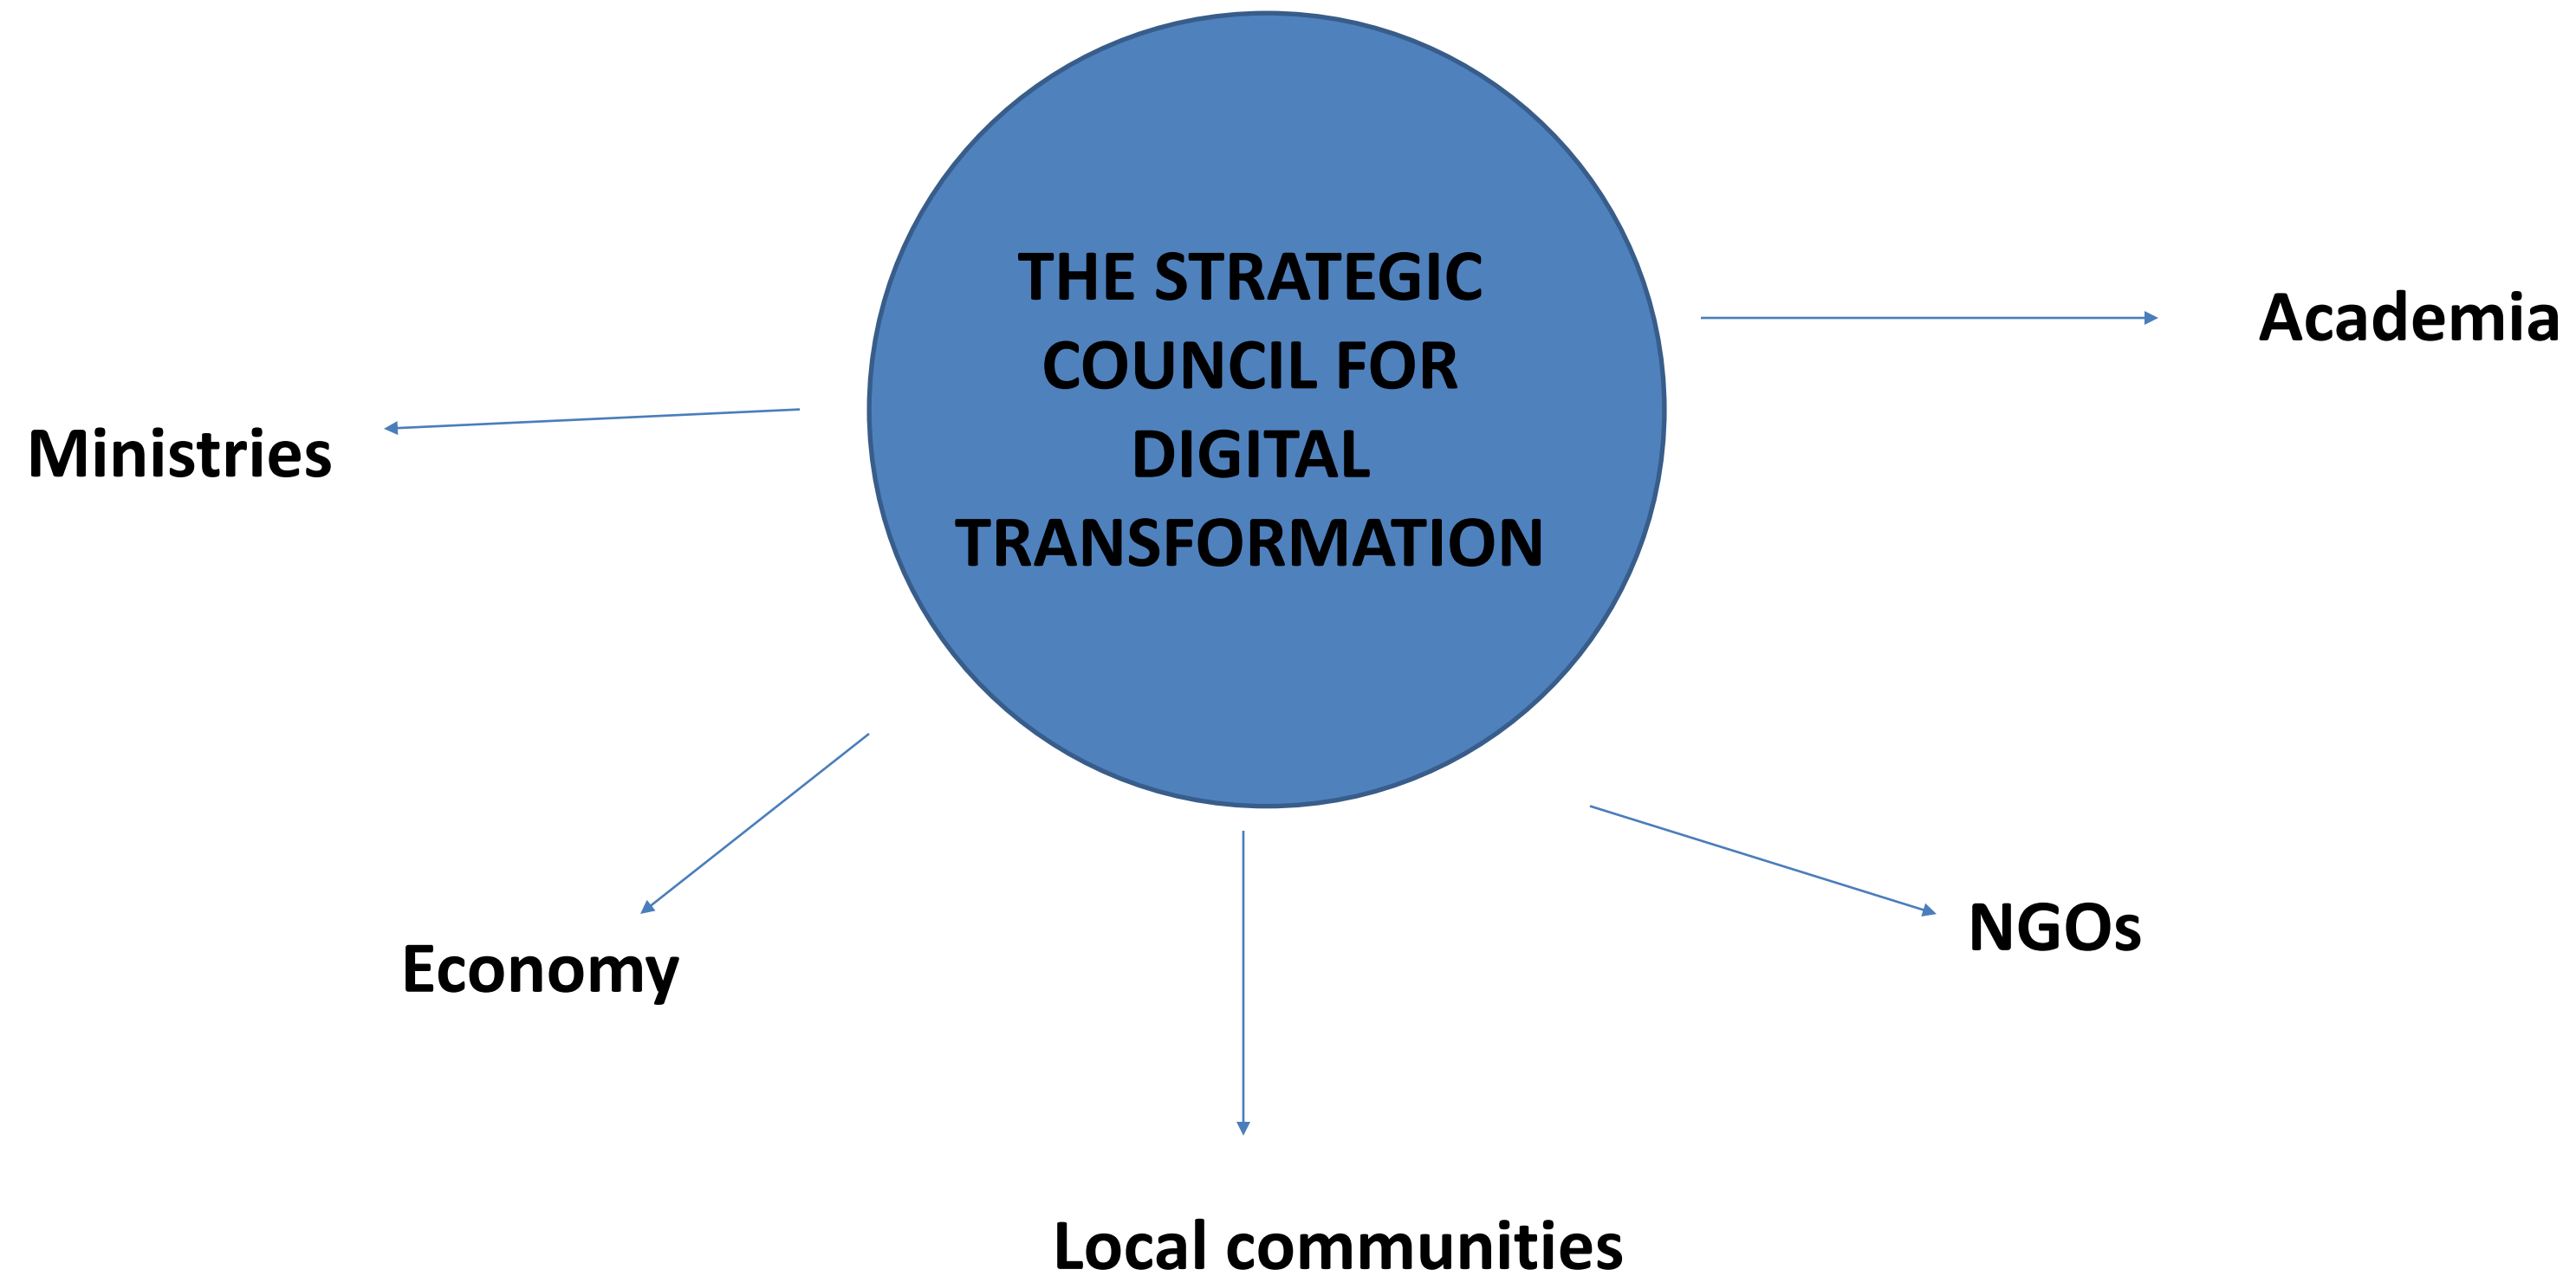 THE STRATEGIC
COUNCIL FOR
DIGITAL
TRANSFORMATION
Academia
Ministries
NGOs
Economy
Local communities